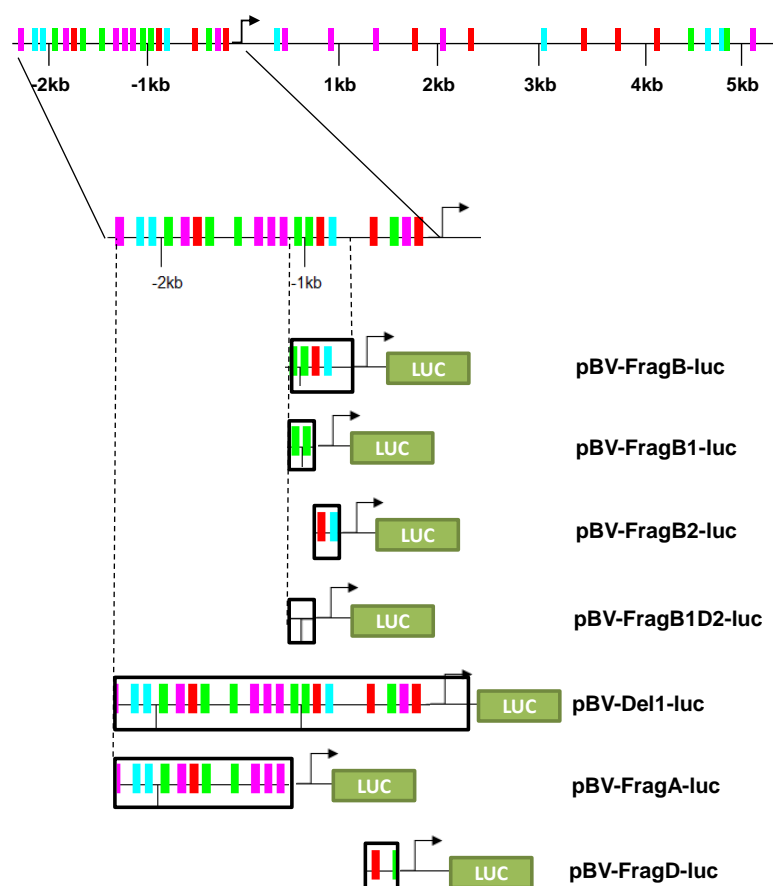 -2kb -1kb 1kb 2kb 3kb 4kb 5kb
-2kb -1kb
LUC pBV-FragB-luc
LUC pBV-FragB1-luc
LUC pBV-FragB2-luc
LUC pBV-FragB1D2-luc
LUC pBV-Del1-luc
LUC pBV-FragA-luc
LUC pBV-FragD-luc